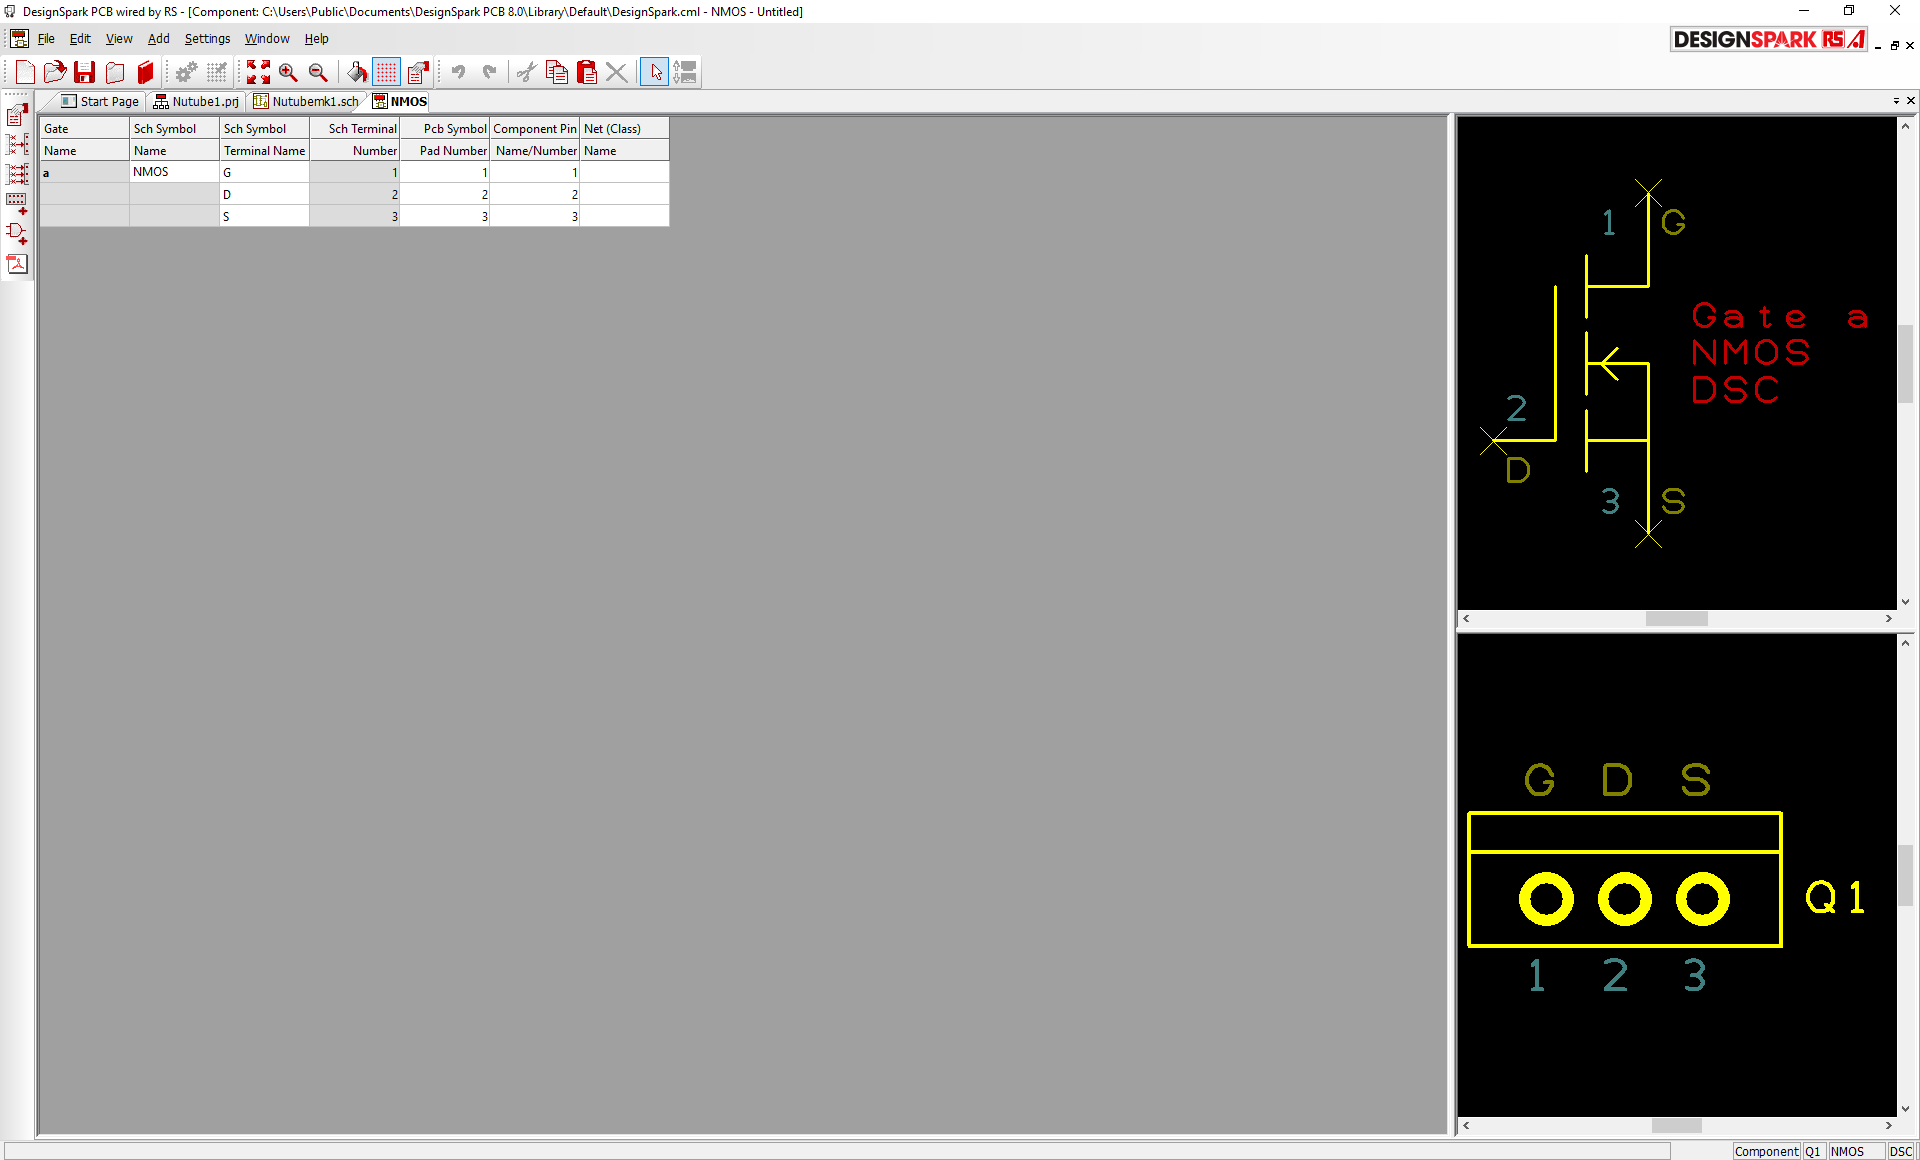 DesignSpark PCB wired by RS - [Component: C:\Users\Public\Documents\DesignSpark PCB 8.0\Library\Default\DesignSpark.cml - NMOS - Untitled]
File Edit View Add Settings Window Help
DESIGNSPARK RS
Start Page Nutube1.prj Nutubemk1.sch NMOS
Gate Sch Symbol Sch Symbol Sch Terminal Pcb Symbol Component Pin Net (Class)
Name Name Terminal Name Number Pad Number Name/Number Name
a NMOS G 1 1 1
D 2 2 2
S 3 3 3
1 G
Gate a
NMOS
DSC
2
D
3 S
G D S
Q1
1 2 3
Component Q1 NMOS DSC